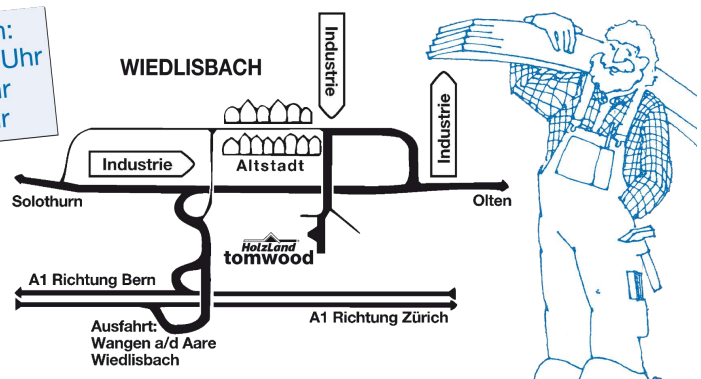 n:
Uhr
WIEDLISBACH
Industrie
Industrie
Industrie
Altstadt
Solothurn
Olten
HolzLand
tomwood
A1 Richtung Bern
A1 Richtung Zürich
Ausfahrt:
Wangen a/d Aare
Wiedlisbach